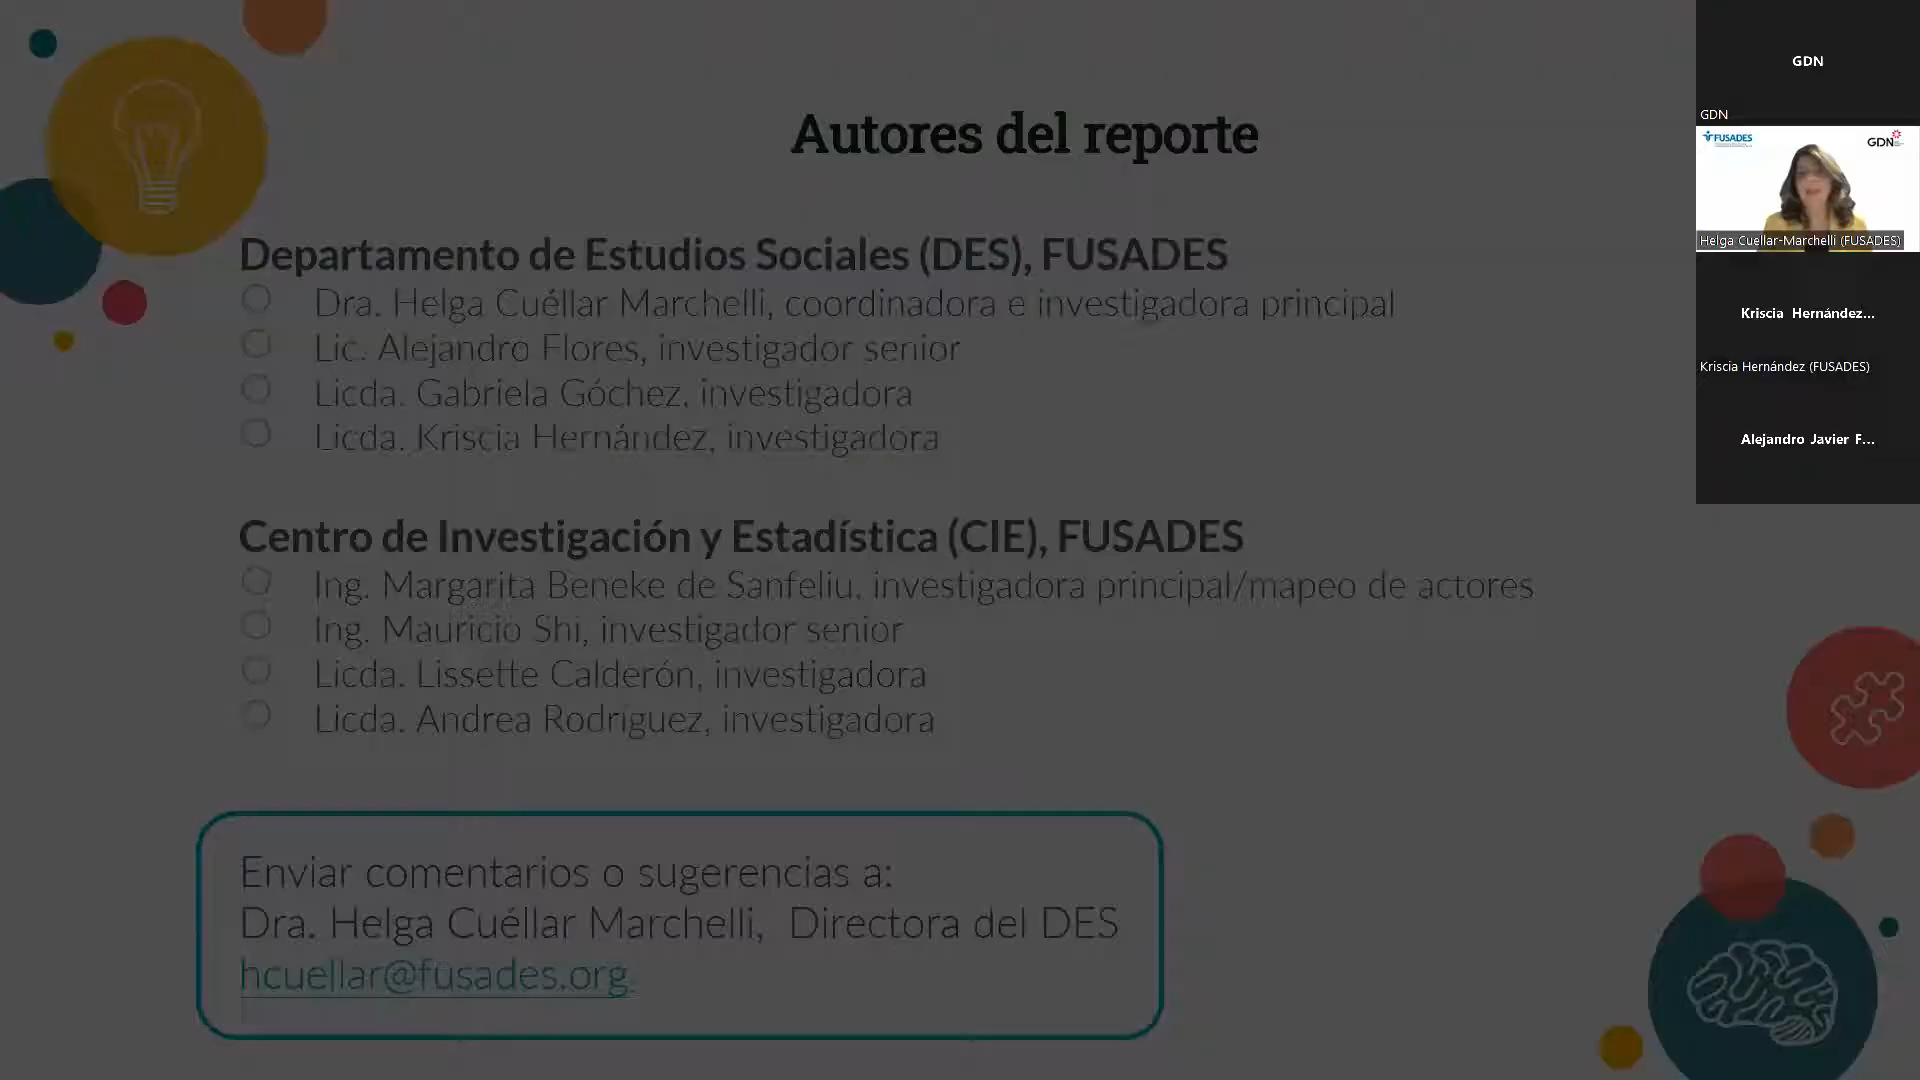 Autores del reporte
Departamento de Estudios Sociales (DES), FUSADES
Dra. Helga Cuéllar Marchelli, coordinadora e investigadora principal
Lic. Alejandro Flores, investigador senior
Licda. Gabriela Góchez, investigadora
Licda. Kriscia Hernández, investigadora
Centro de Investigación y Estadística (CIE), FUSADES
Ing. Margarita Beneke de Sanfeliu, investigadora principal/mapeo de actores
Ing. Mauricio Shi, investigador senior
Licda. Lissette Calderón, investigadora
Licda. Andrea Rodríguez, investigadora
Enviar comentarios o sugerencias a:
Dra. Helga Cuéllar Marchelli, Directora del DES
hcuellar@fusades.org.
GDN
GDN
FUSADES
GDN
Helga Cuellar-Marchelli (FUSADES)
Kriscia Hernández...
Kriscia Hernández (FUSADES)
Alejandro Javier F...